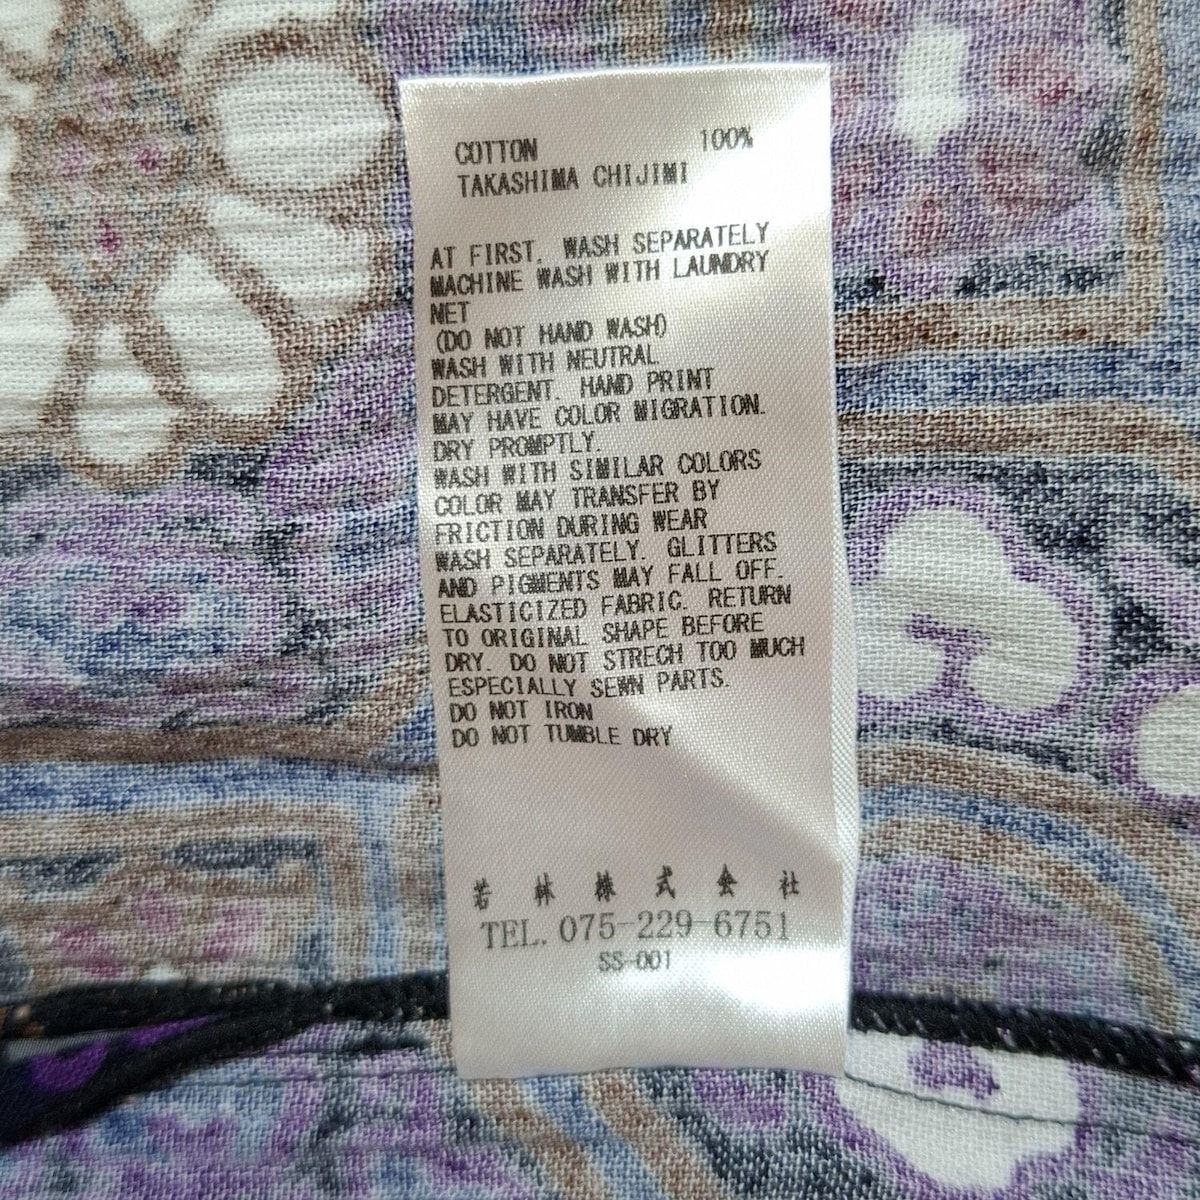 COTTON 100%
TAKASHIMA CHIJIMI
AT FIRST. WASH SEPARATELY
MACHINE WASH WITH LAUNDRY
NET
(DO NOT HAND WASH)
WASH WITH NEUTRAL
DETERGENT. HAND PRINT
MAY HAVE COLOR MIGRATION.
DRY PROMPTLY.
WASH WITH SIMILAR COLORS
COLOR MAY TRANSFER BY
FRICTION DURING WEAR
WASH SEPARATELY. GLITTERS
AND PIGMENTS MAY FALL OFF.
ELASTICIZED FABRIC. RETURN
TO ORIGINAL SHAPE BEFORE
DRY. DO NOT STRECH TOO MUCH
ESPECIALLY SEWN PARTS.
DO NOT IRON
DO NOT TUMBLE DRY
若林株式会社
TEL. 075-229-6751
SS-001